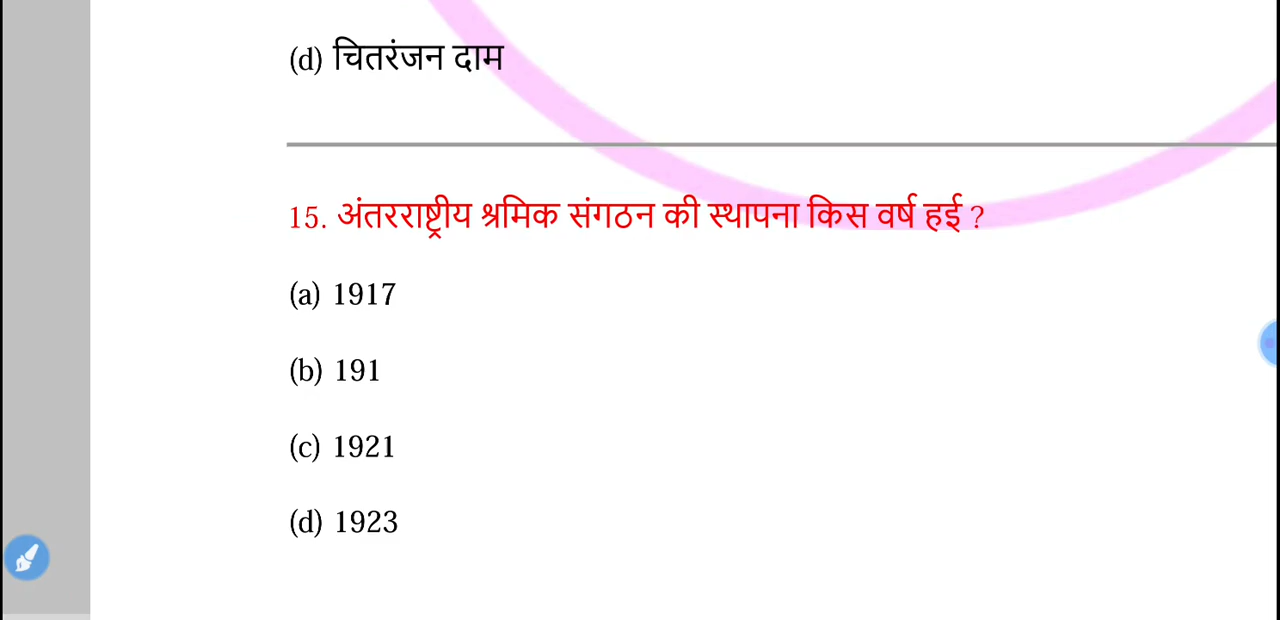 (d) चितरंजन दाम
15. अंतरराष्ट्रीय श्रमिक संगठन की स्थापना किस वर्ष हई ?
(a) 1917
(b) 191
(c) 1921
(d) 1923